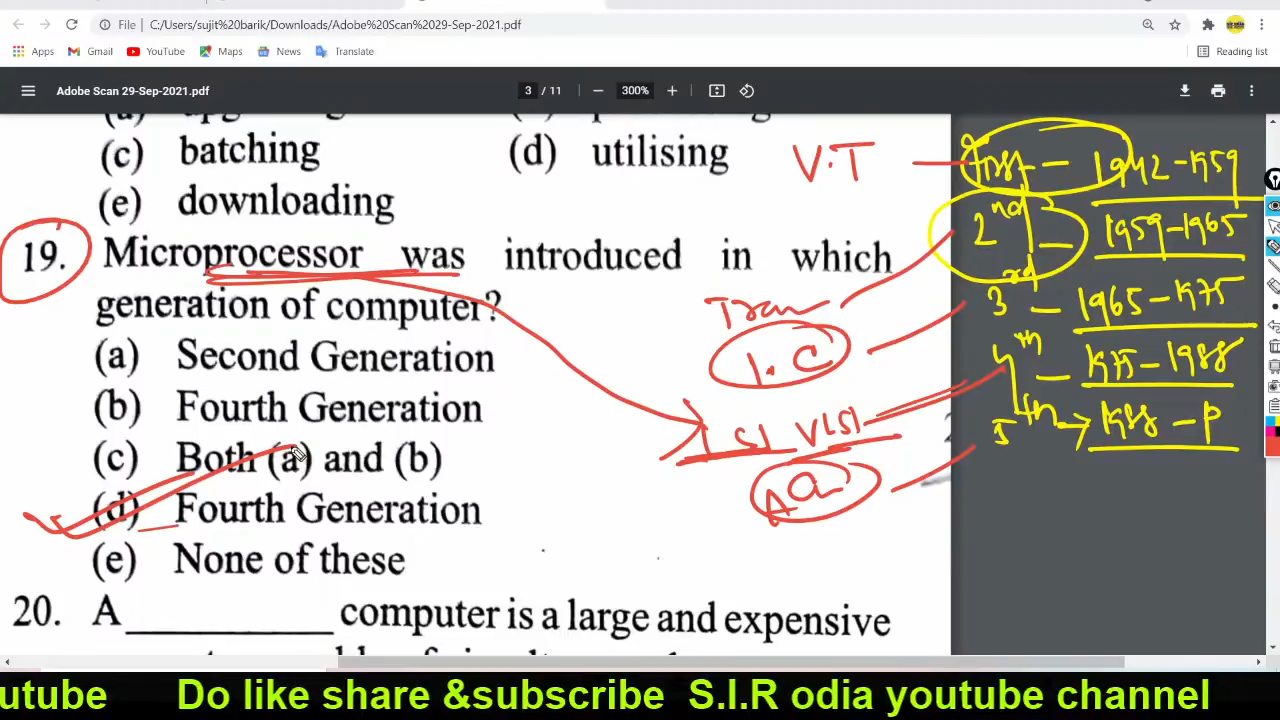 File C:/Users/sujit%20barik/Downloads/Adobe%20Scan%2029-Sep-2021.pdf
Apps Gmail YouTube Maps News Translate Reading list
Adobe Scan 29-Sep-2021.pdf 3 / 11 300%
(c) batching (d) utilising
(e) downloading
19. Microprocessor was introduced in which
generation of computer?
(a) Second Generation
(b) Fourth Generation
(c) Both (a) and (b)
(d) Fourth Generation
(e) None of these
20. A ____________ computer is a large and expensive
V.T
Tran
I.C
LSI VLSI
First - 1942-1959
2nd - 1959-1965
3rd - 1965-1975
4th - 1975-1988
5th → 1988-P
utube Do like share &subscribe S.I.R odia youtube channel